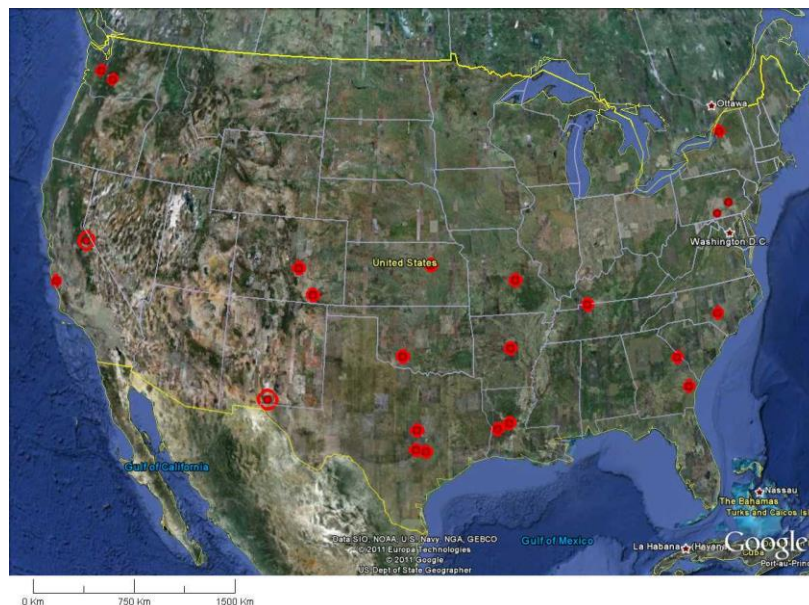 Ottawa
Washington D.C.
United States
Gulf of California
Nassau
The Bahamas
Turks and Caicos Isl
Data SIO, NOAA, U.S. Navy, NGA, GEBCO
© 2011 Europa Technologies
© 2011 Google
US Dept of State Geographer
Gulf of Mexico
La Habana
Google
Cuba
Port-au-Prin
0 Km 750 Km 1500 Km